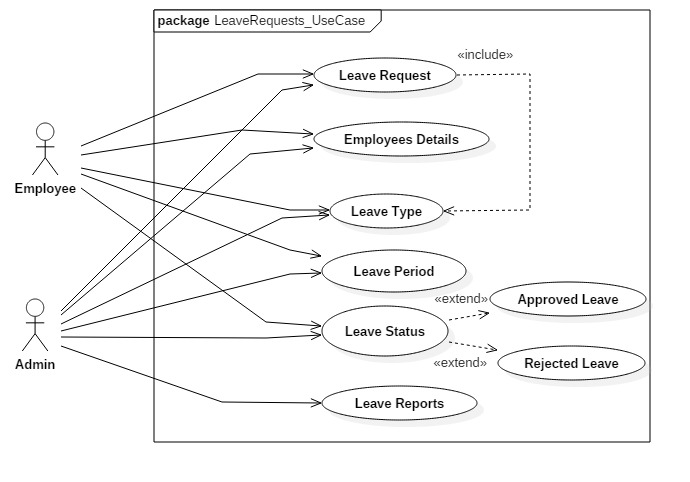 package LeaveRequests_UseCase
«include»
Leave Request
Employees Details
Employee
Leave Type
Leave Period
«extend»
Approved Leave
Leave Status
Admin
«extend»
Rejected Leave
Leave Reports